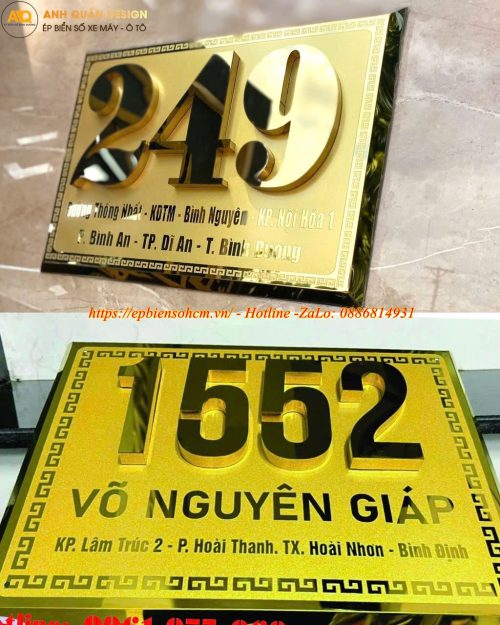 ANH QUÂN DESIGN
ÉP BIỂN SỐ XE MÁY - Ô TÔ
249
Đường Thống Nhất - KDTM - Bình Nguyên - KP. Nội Hóa 1
P. Bình An - TP. Dĩ An - T. Bình Dương
https://epbiensohcm.vn/ - Hotline -ZaLo: 0886814931
1552
VÕ NGUYÊN GIÁP
KP. Lâm Trúc 2 - P. Hoài Thanh. TX. Hoài Nhơn - Bình Định